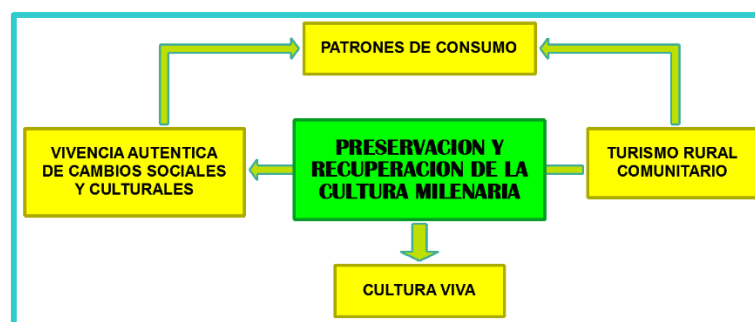 PATRONES DE CONSUMO
VIVENCIA AUTENTICA
DE CAMBIOS SOCIALES
Y CULTURALES
PRESERVACION Y
RECUPERACION DE LA
CULTURA MILENARIA
TURISMO RURAL
COMUNITARIO
CULTURA VIVA